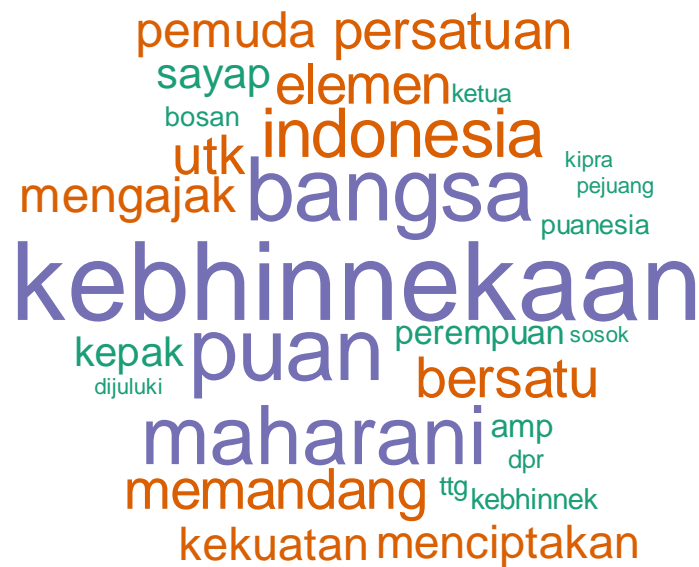 pemuda persatuan
sayap elemen ketua
bosan indonesia
utk kipra
mengajak bangsa pejuang
puanesia
kebhinnekaan
kepak puan perempuan sosok
dijuluki bersatu
maharani amp
dpr
memandang ttg kebhinnek
kekuatan menciptakan